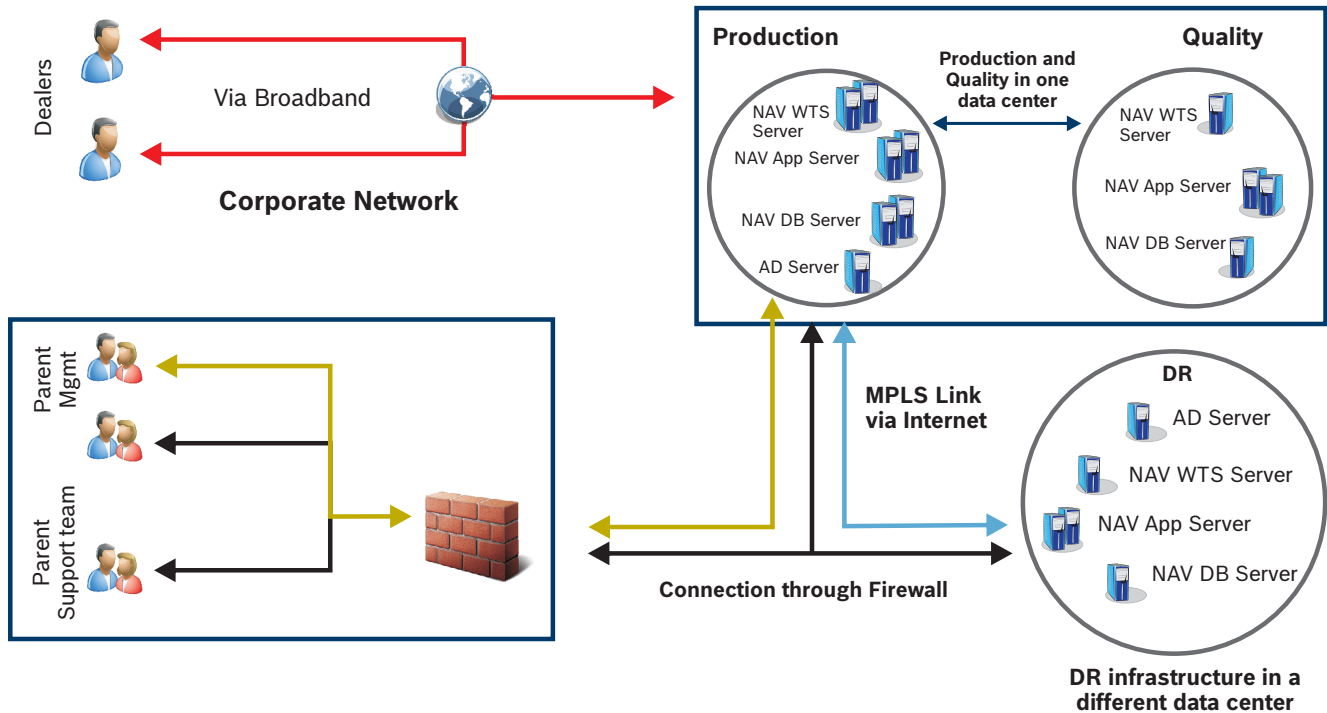 Dealers
Via Broadband
Corporate Network
Production
Quality
Production and
Quality in one
data center
NAV WTS
Server
NAV App Server
NAV DB Server
AD Server
NAV WTS
Server
NAV App Server
NAV DB Server
Parent
Mgmt
Parent
Support team
MPLS Link
via Internet
Connection through Firewall
DR
AD Server
NAV WTS Server
NAV App Server
NAV DB Server
DR infrastructure in a
different data center